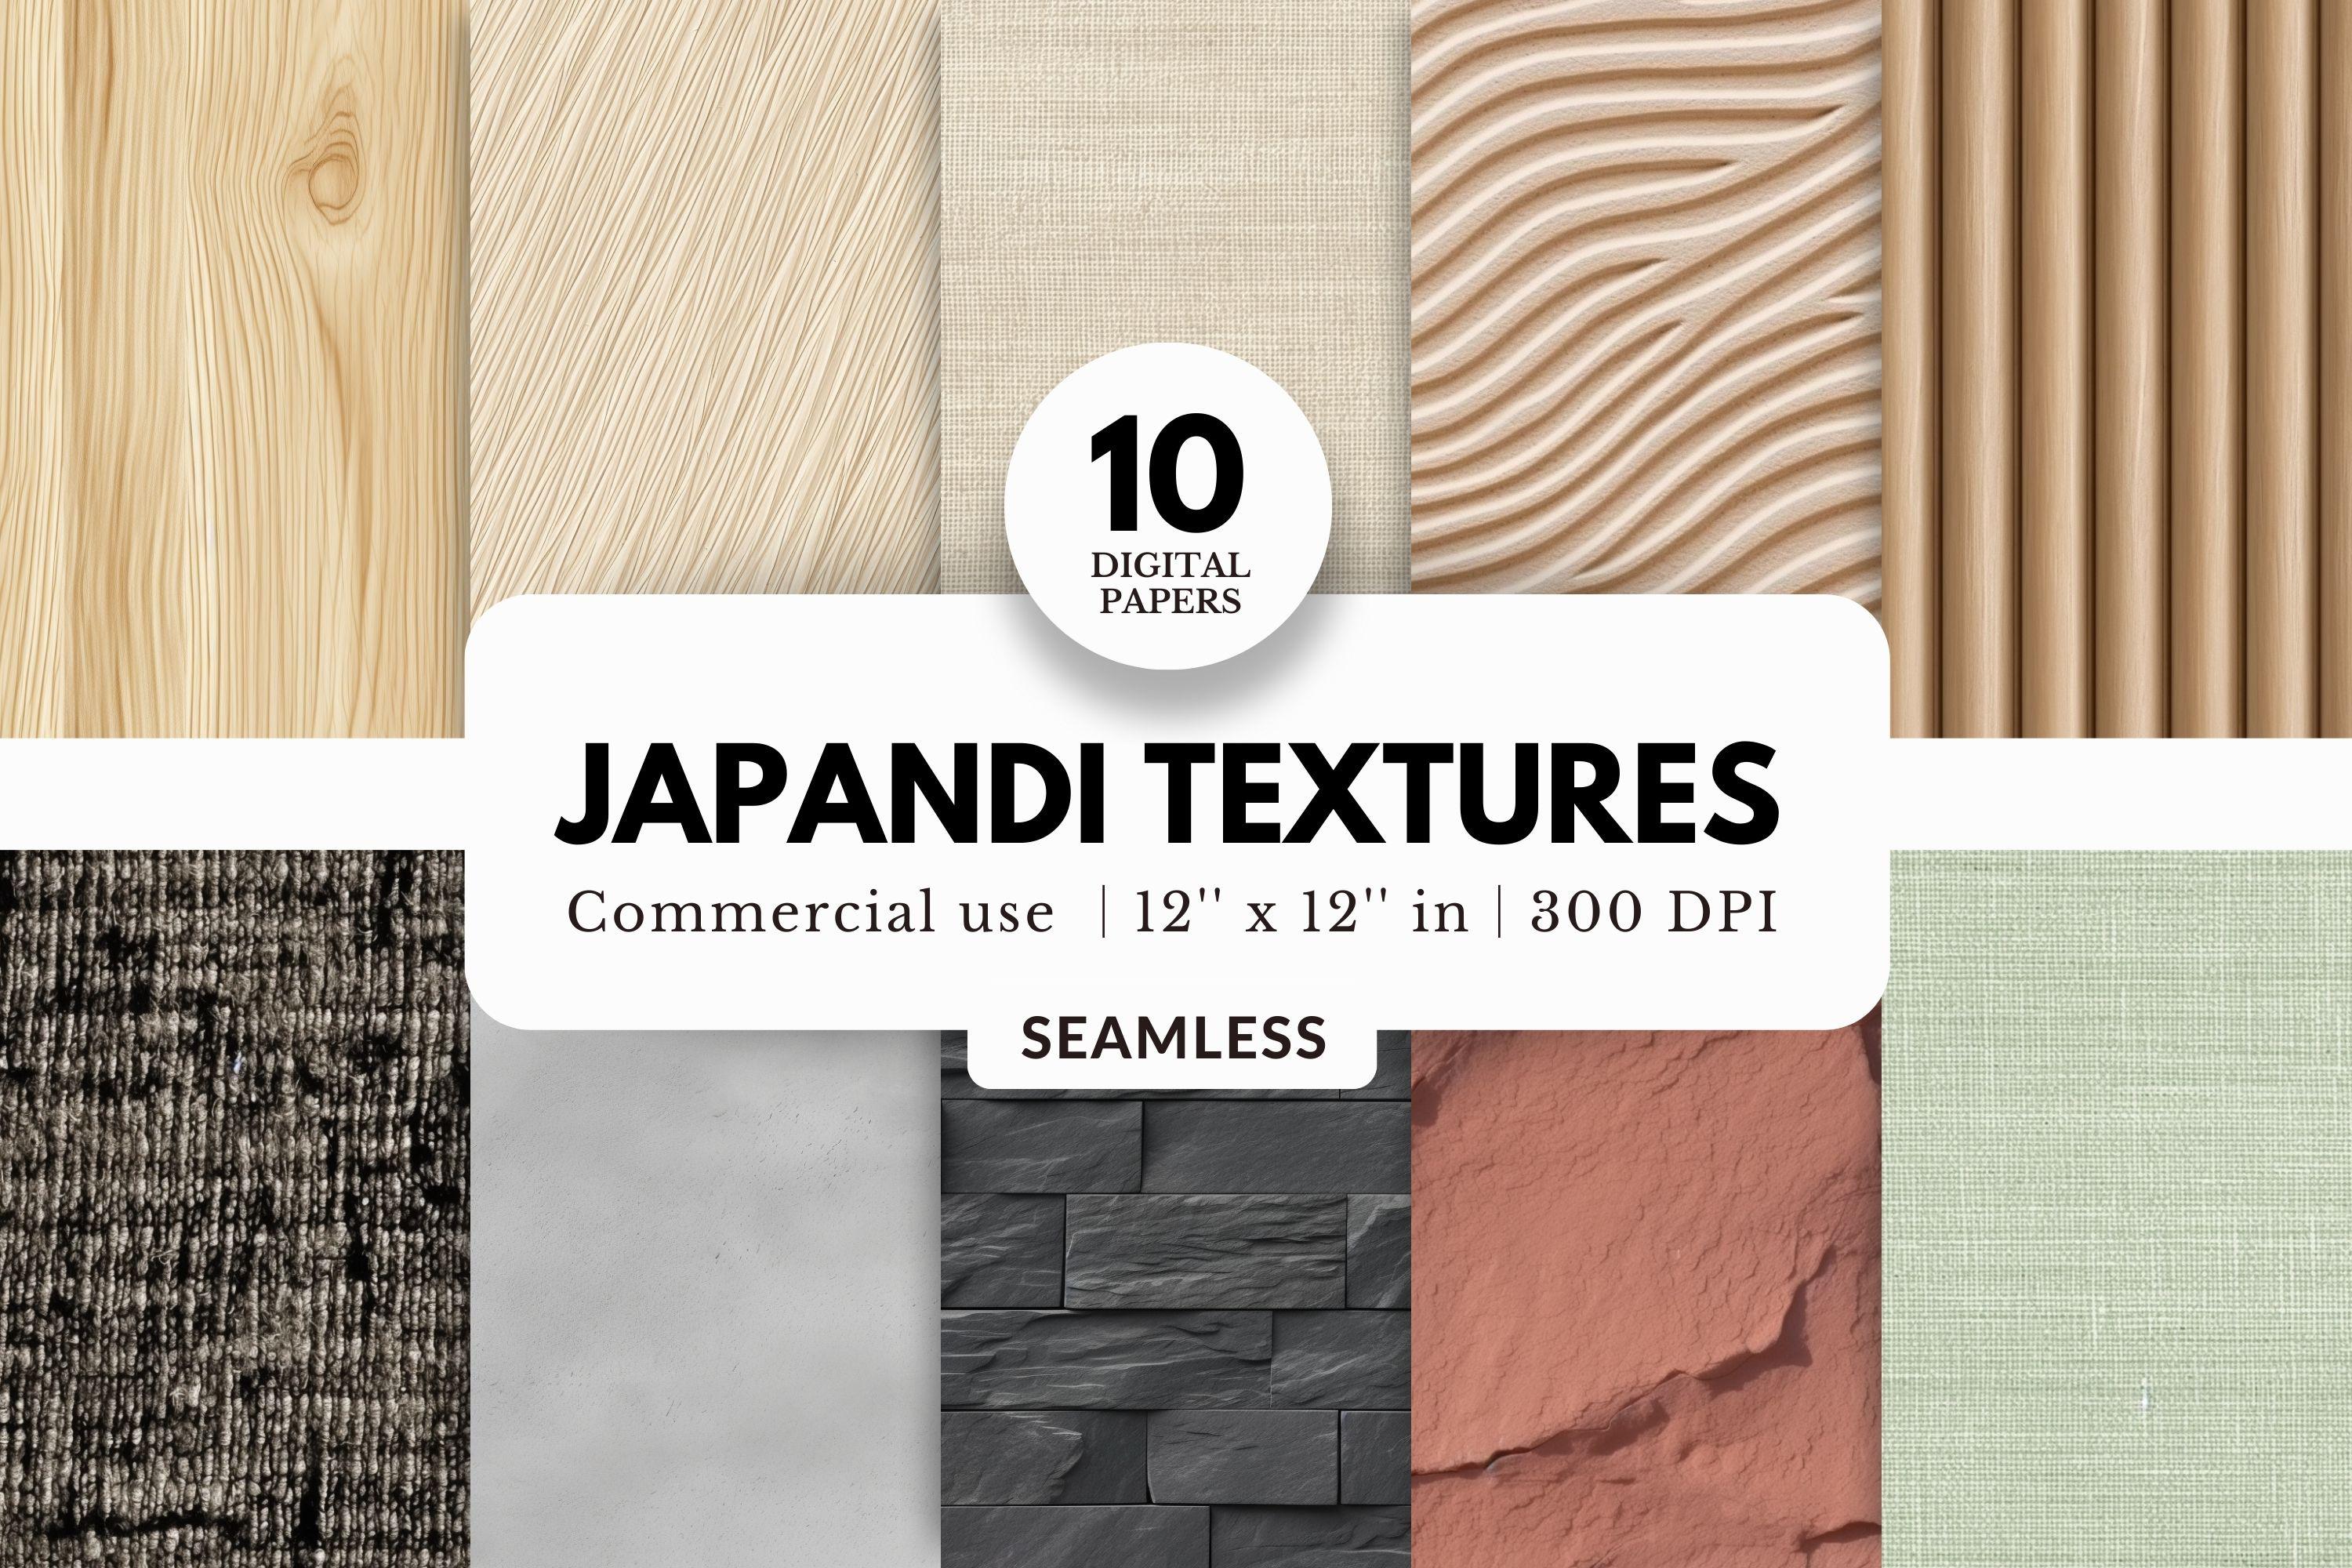 10
DIGITAL
PAPERS
JAPANDI TEXTURES
Commercial use | 12'' x 12'' in | 300 DPI
SEAMLESS